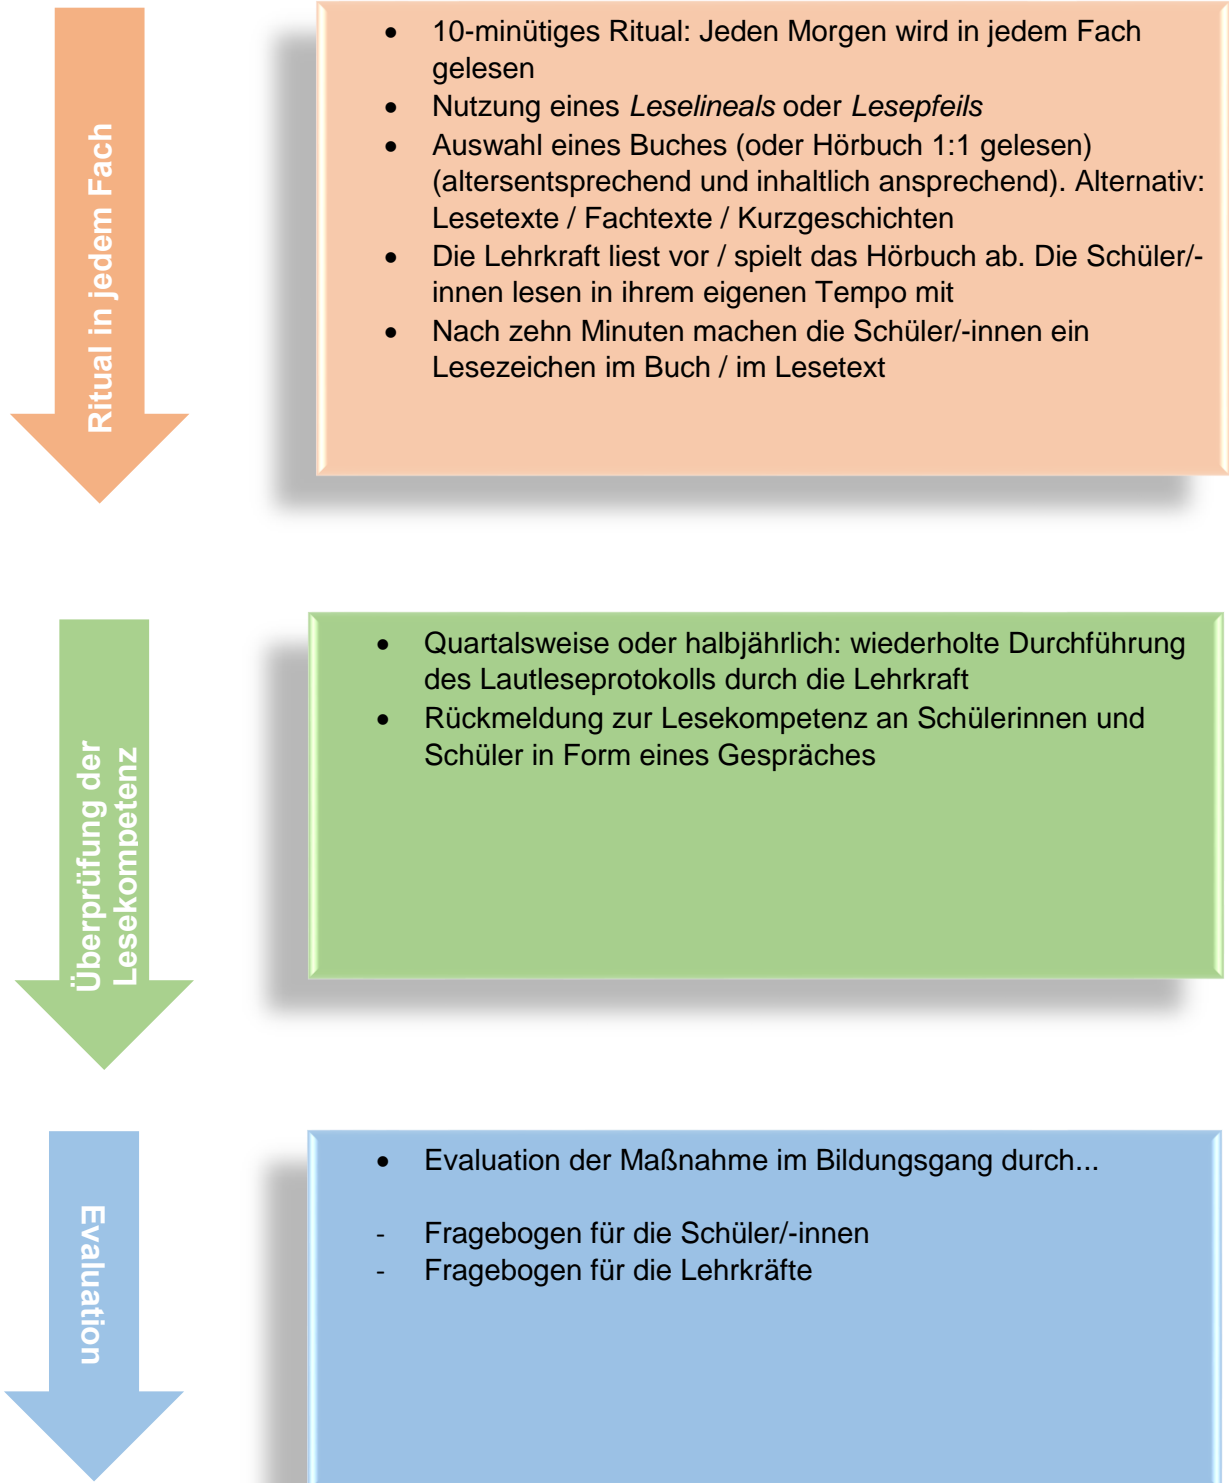 Ritual in jedem Fach
• 10-minütiges Ritual: Jeden Morgen wird in jedem Fach
gelesen
• Nutzung eines Leselineals oder Lesepfeils
• Auswahl eines Buches (oder Hörbuch 1:1 gelesen)
(altersentsprechend und inhaltlich ansprechend). Alternativ:
Lesetexte / Fachtexte / Kurzgeschichten
• Die Lehrkraft liest vor / spielt das Hörbuch ab. Die Schüler/-
innen lesen in ihrem eigenen Tempo mit
• Nach zehn Minuten machen die Schüler/-innen ein
Lesezeichen im Buch / im Lesetext
Überprüfung der
Lesekompetenz
• Quartalsweise oder halbjährlich: wiederholte Durchführung
des Lautleseprotokolls durch die Lehrkraft
• Rückmeldung zur Lesekompetenz an Schülerinnen und
Schüler in Form eines Gespräches
Evaluation
• Evaluation der Maßnahme im Bildungsgang durch...
- Fragebogen für die Schüler/-innen
- Fragebogen für die Lehrkräfte